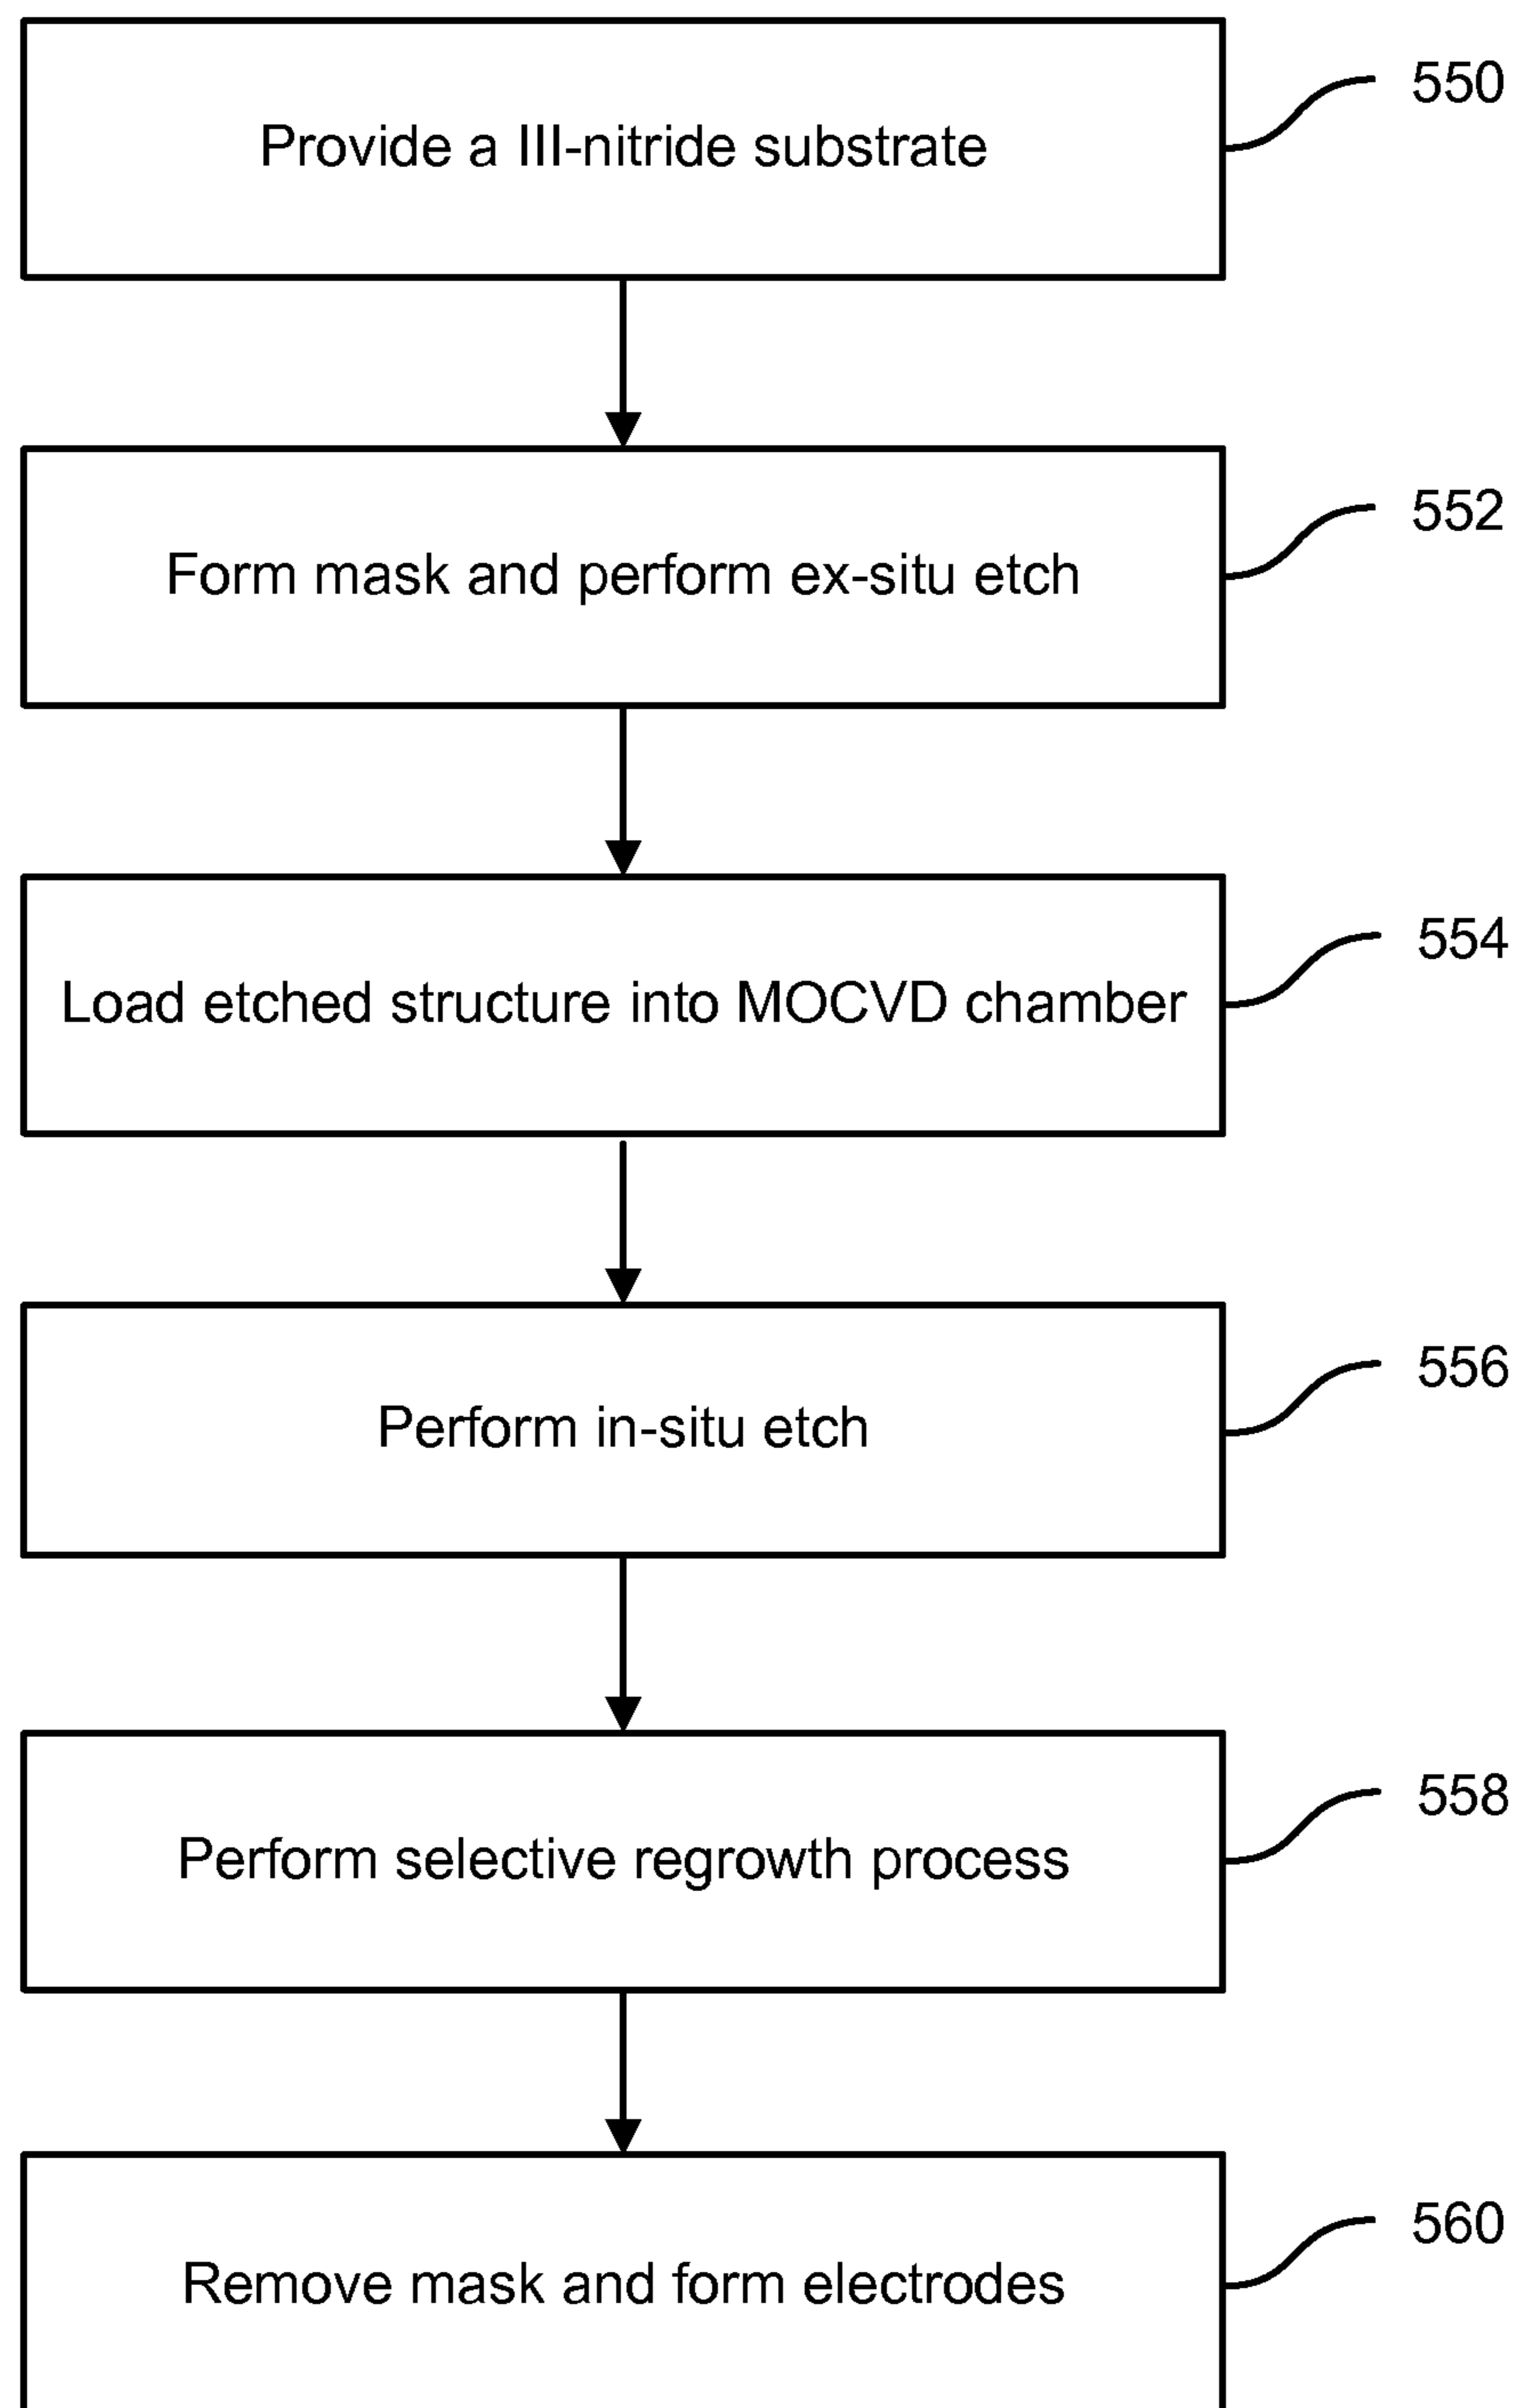 Provide a III-nitride substrate
550
Form mask and perform ex-situ etch
552
Load etched structure into MOCVD chamber
554
Perform in-situ etch
556
Perform selective regrowth process
558
Remove mask and form electrodes
560